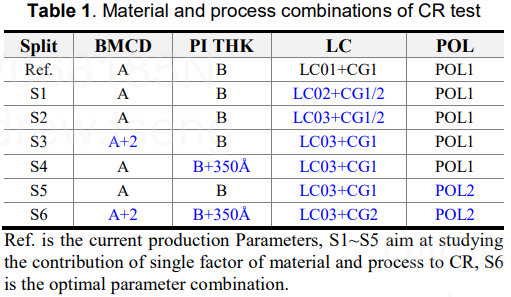 Table 1. Material and process combinations of CR test
Split BMCD PI THK LC POL
Ref. A B LC01+CG1 POL1
S1 A B LC02+CG1/2 POL1
S2 A B LC03+CG1/2 POL1
S3 A+2 B LC03+CG1 POL1
S4 A B+350Å LC03+CG1 POL1
S5 A B LC03+CG1 POL2
S6 A+2 B+350Å LC03+CG2 POL2
Ref. is the current production Parameters, S1~S5 aim at studying
the contribution of single factor of material and process to CR, S6
is the optimal parameter combination.